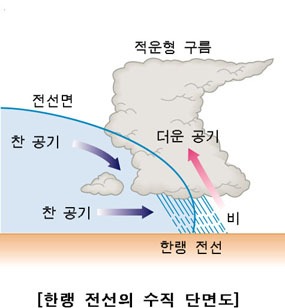 적운형 구름
전선면
더운 공기
찬 공기
찬 공기
비
한랭 전선
[한랭 전선의 수직 단면도]